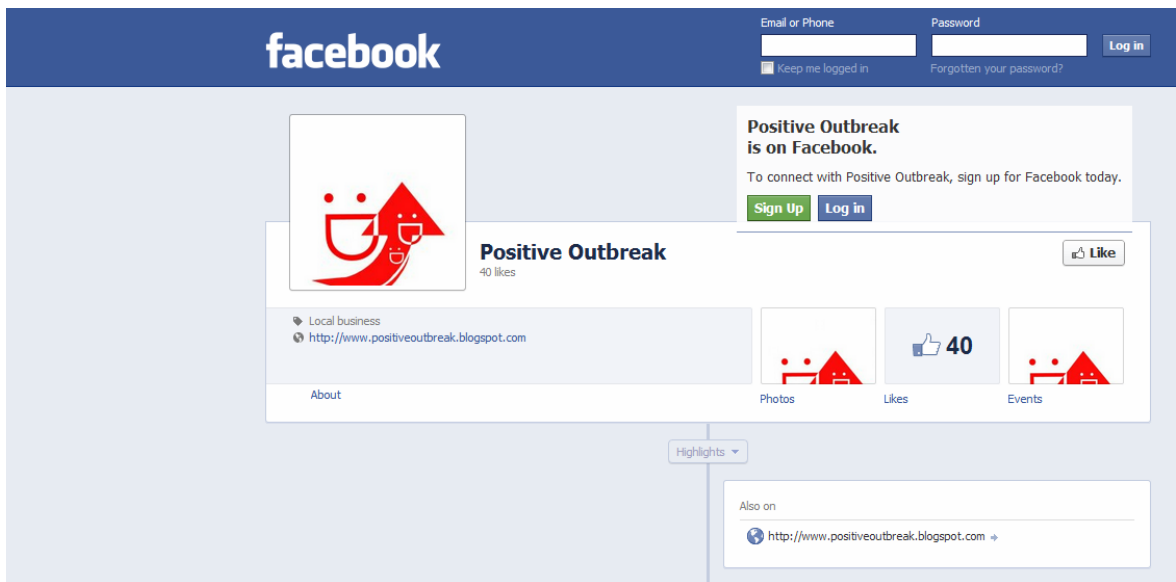 facebook
Email or Phone
Password
Log in
Keep me logged in
Forgotten your password?
Positive Outbreak
is on Facebook.
To connect with Positive Outbreak, sign up for Facebook today.
Sign Up
Log in
Positive Outbreak
40 likes
Like
Local business
http://www.positiveoutbreak.blogspot.com
About
40
Photos
Likes
Events
Highlights
Also on
http://www.positiveoutbreak.blogspot.com